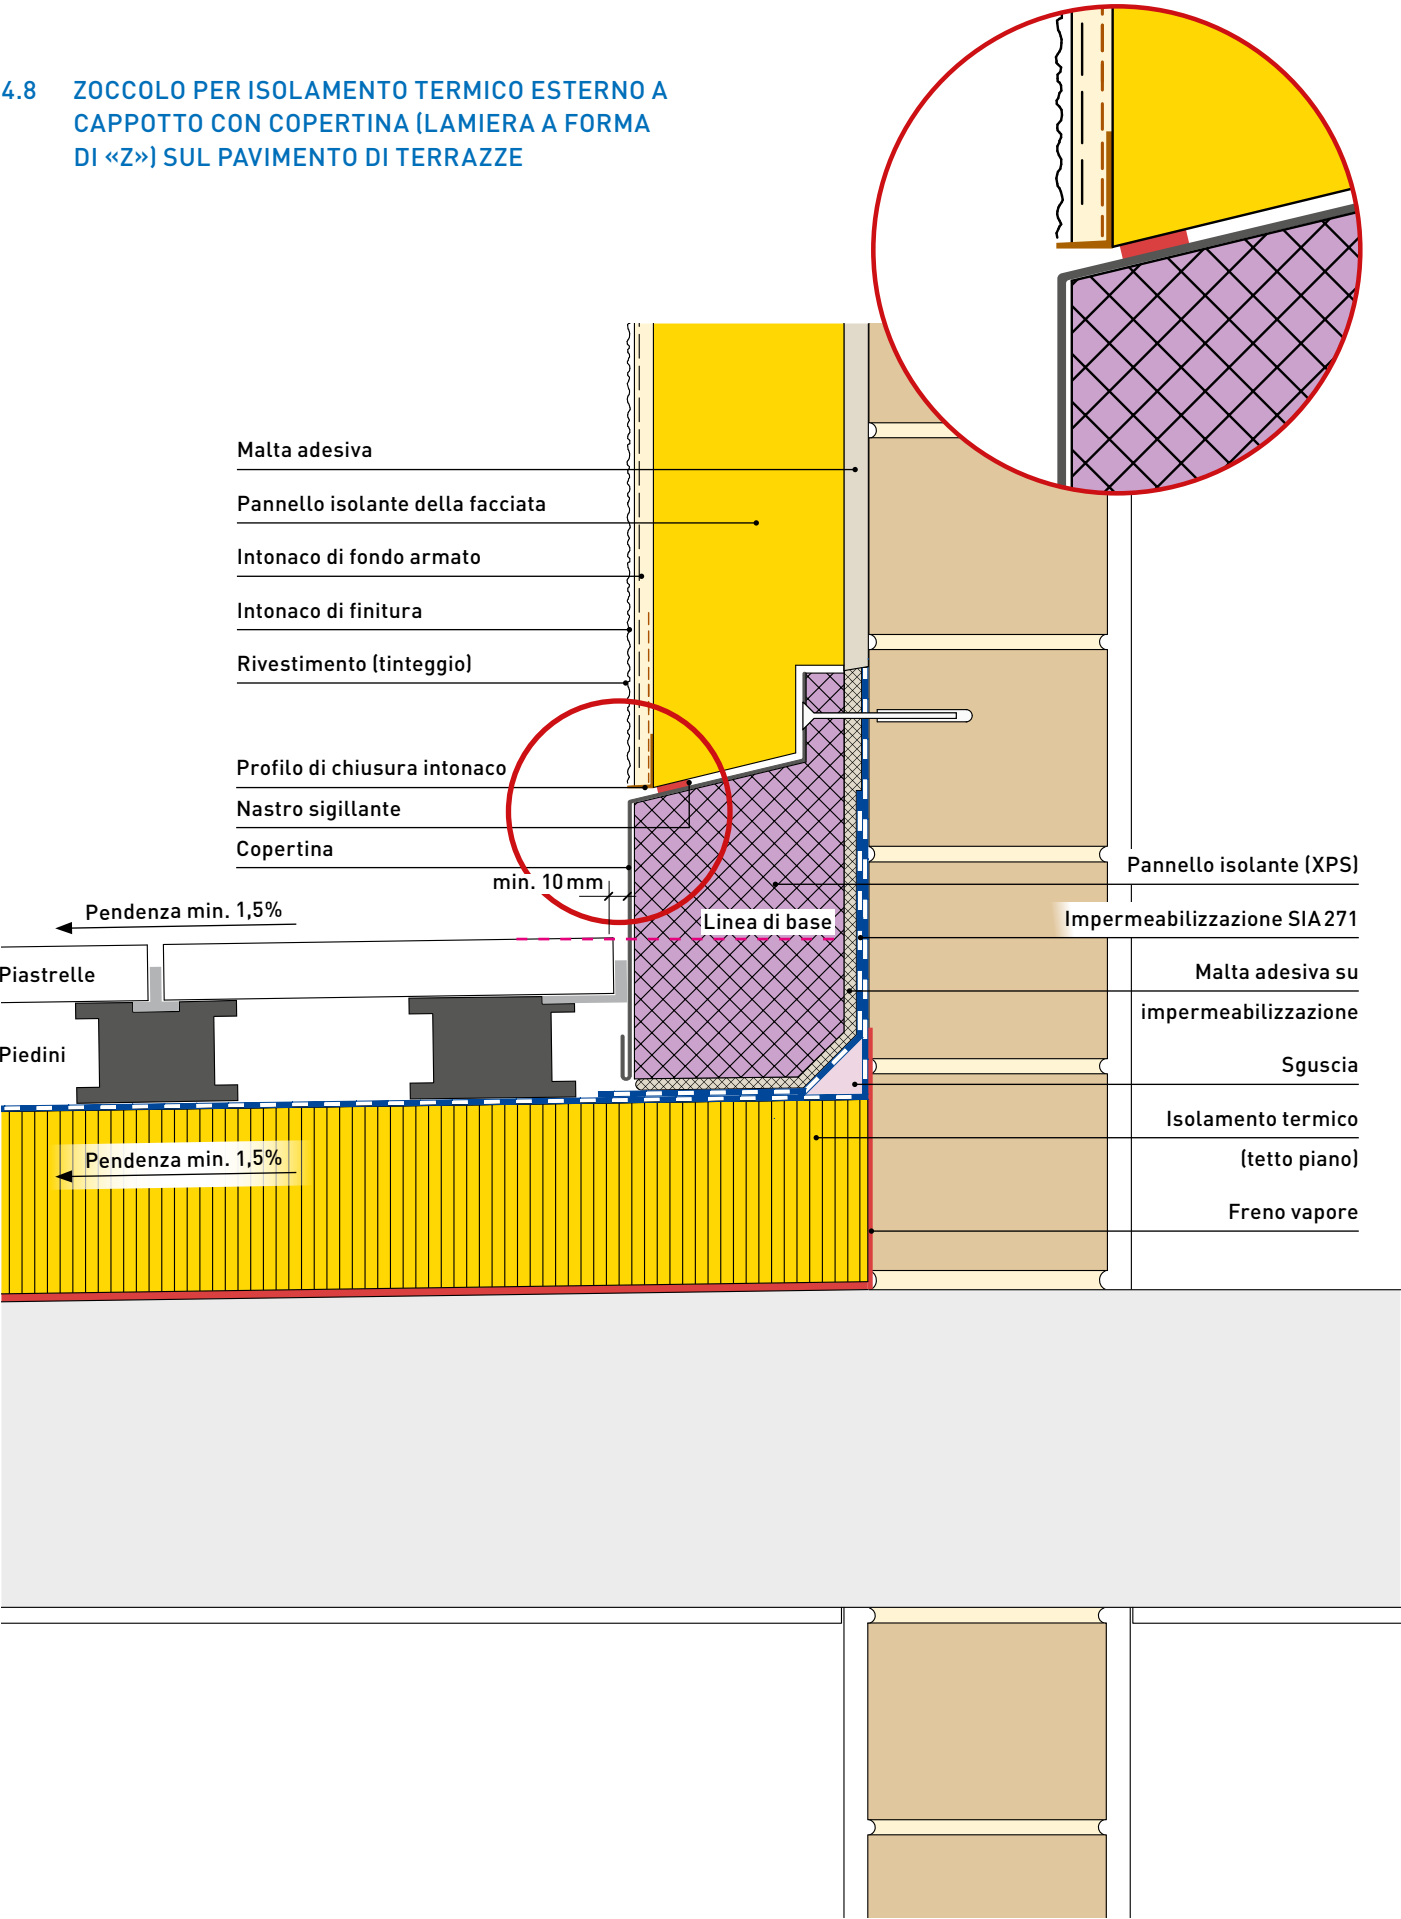 4.8 ZOCCOLO PER ISOLAMENTO TERMICO ESTERNO A
CAPPOTTO CON COPERTINA (LAMIERA A FORMA
DI «Z») SUL PAVIMENTO DI TERRAZZE
Malta adesiva
Pannello isolante della facciata
Intonaco di fondo armato
Intonaco di finitura
Rivestimento (tinteggio)
Profilo di chiusura intonaco
Nastro sigillante
Copertina
min. 10 mm
Pendenza min. 1,5%
Linea di base
Piastrelle
Piedini
Pendenza min. 1,5%
Pannello isolante (XPS)
Impermeabilizzazione SIA 271
Malta adesiva su
impermeabilizzazione
Sguscia
Isolamento termico
(tetto piano)
Freno vapore